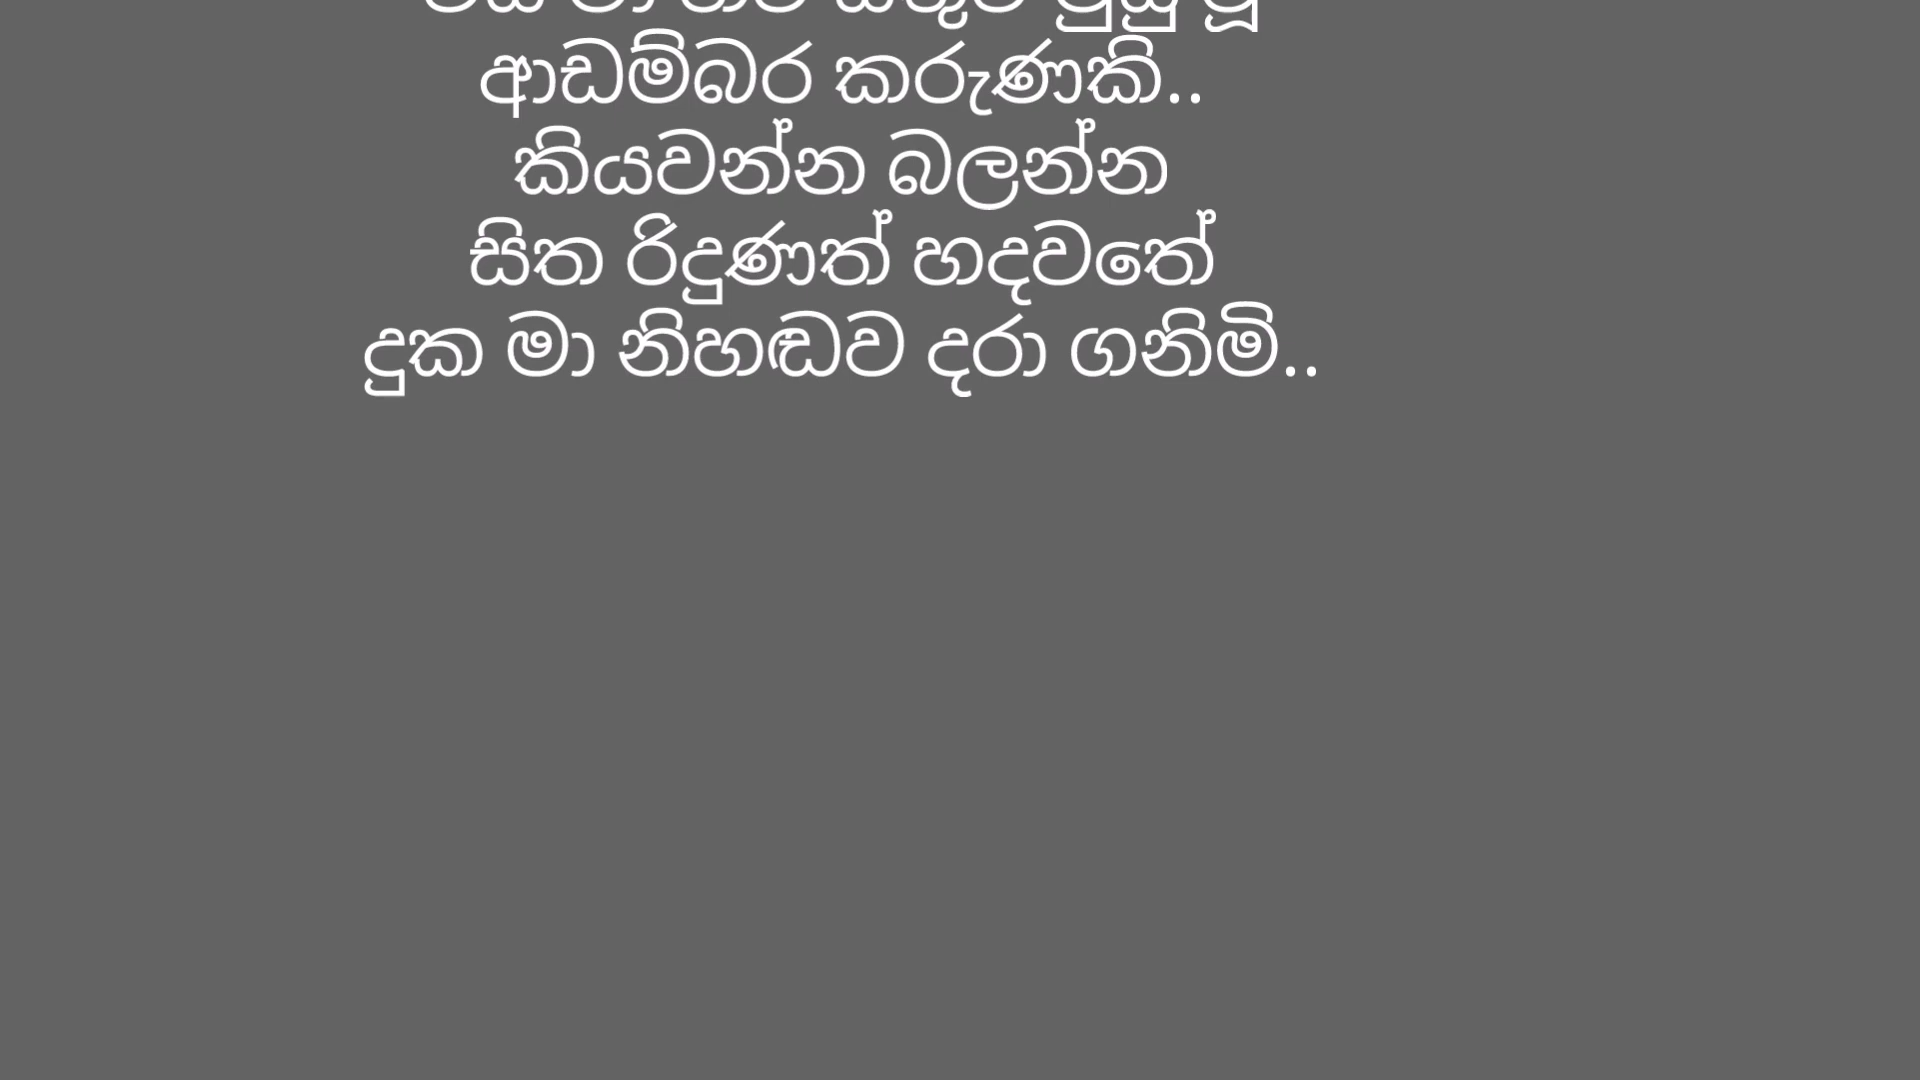 ආඩම්බර කරුණකි..
කියවන්න බලන්න
සිත රිදුණත් හදවතේ
දුක මා නිහඬව දරා ගනිමි..